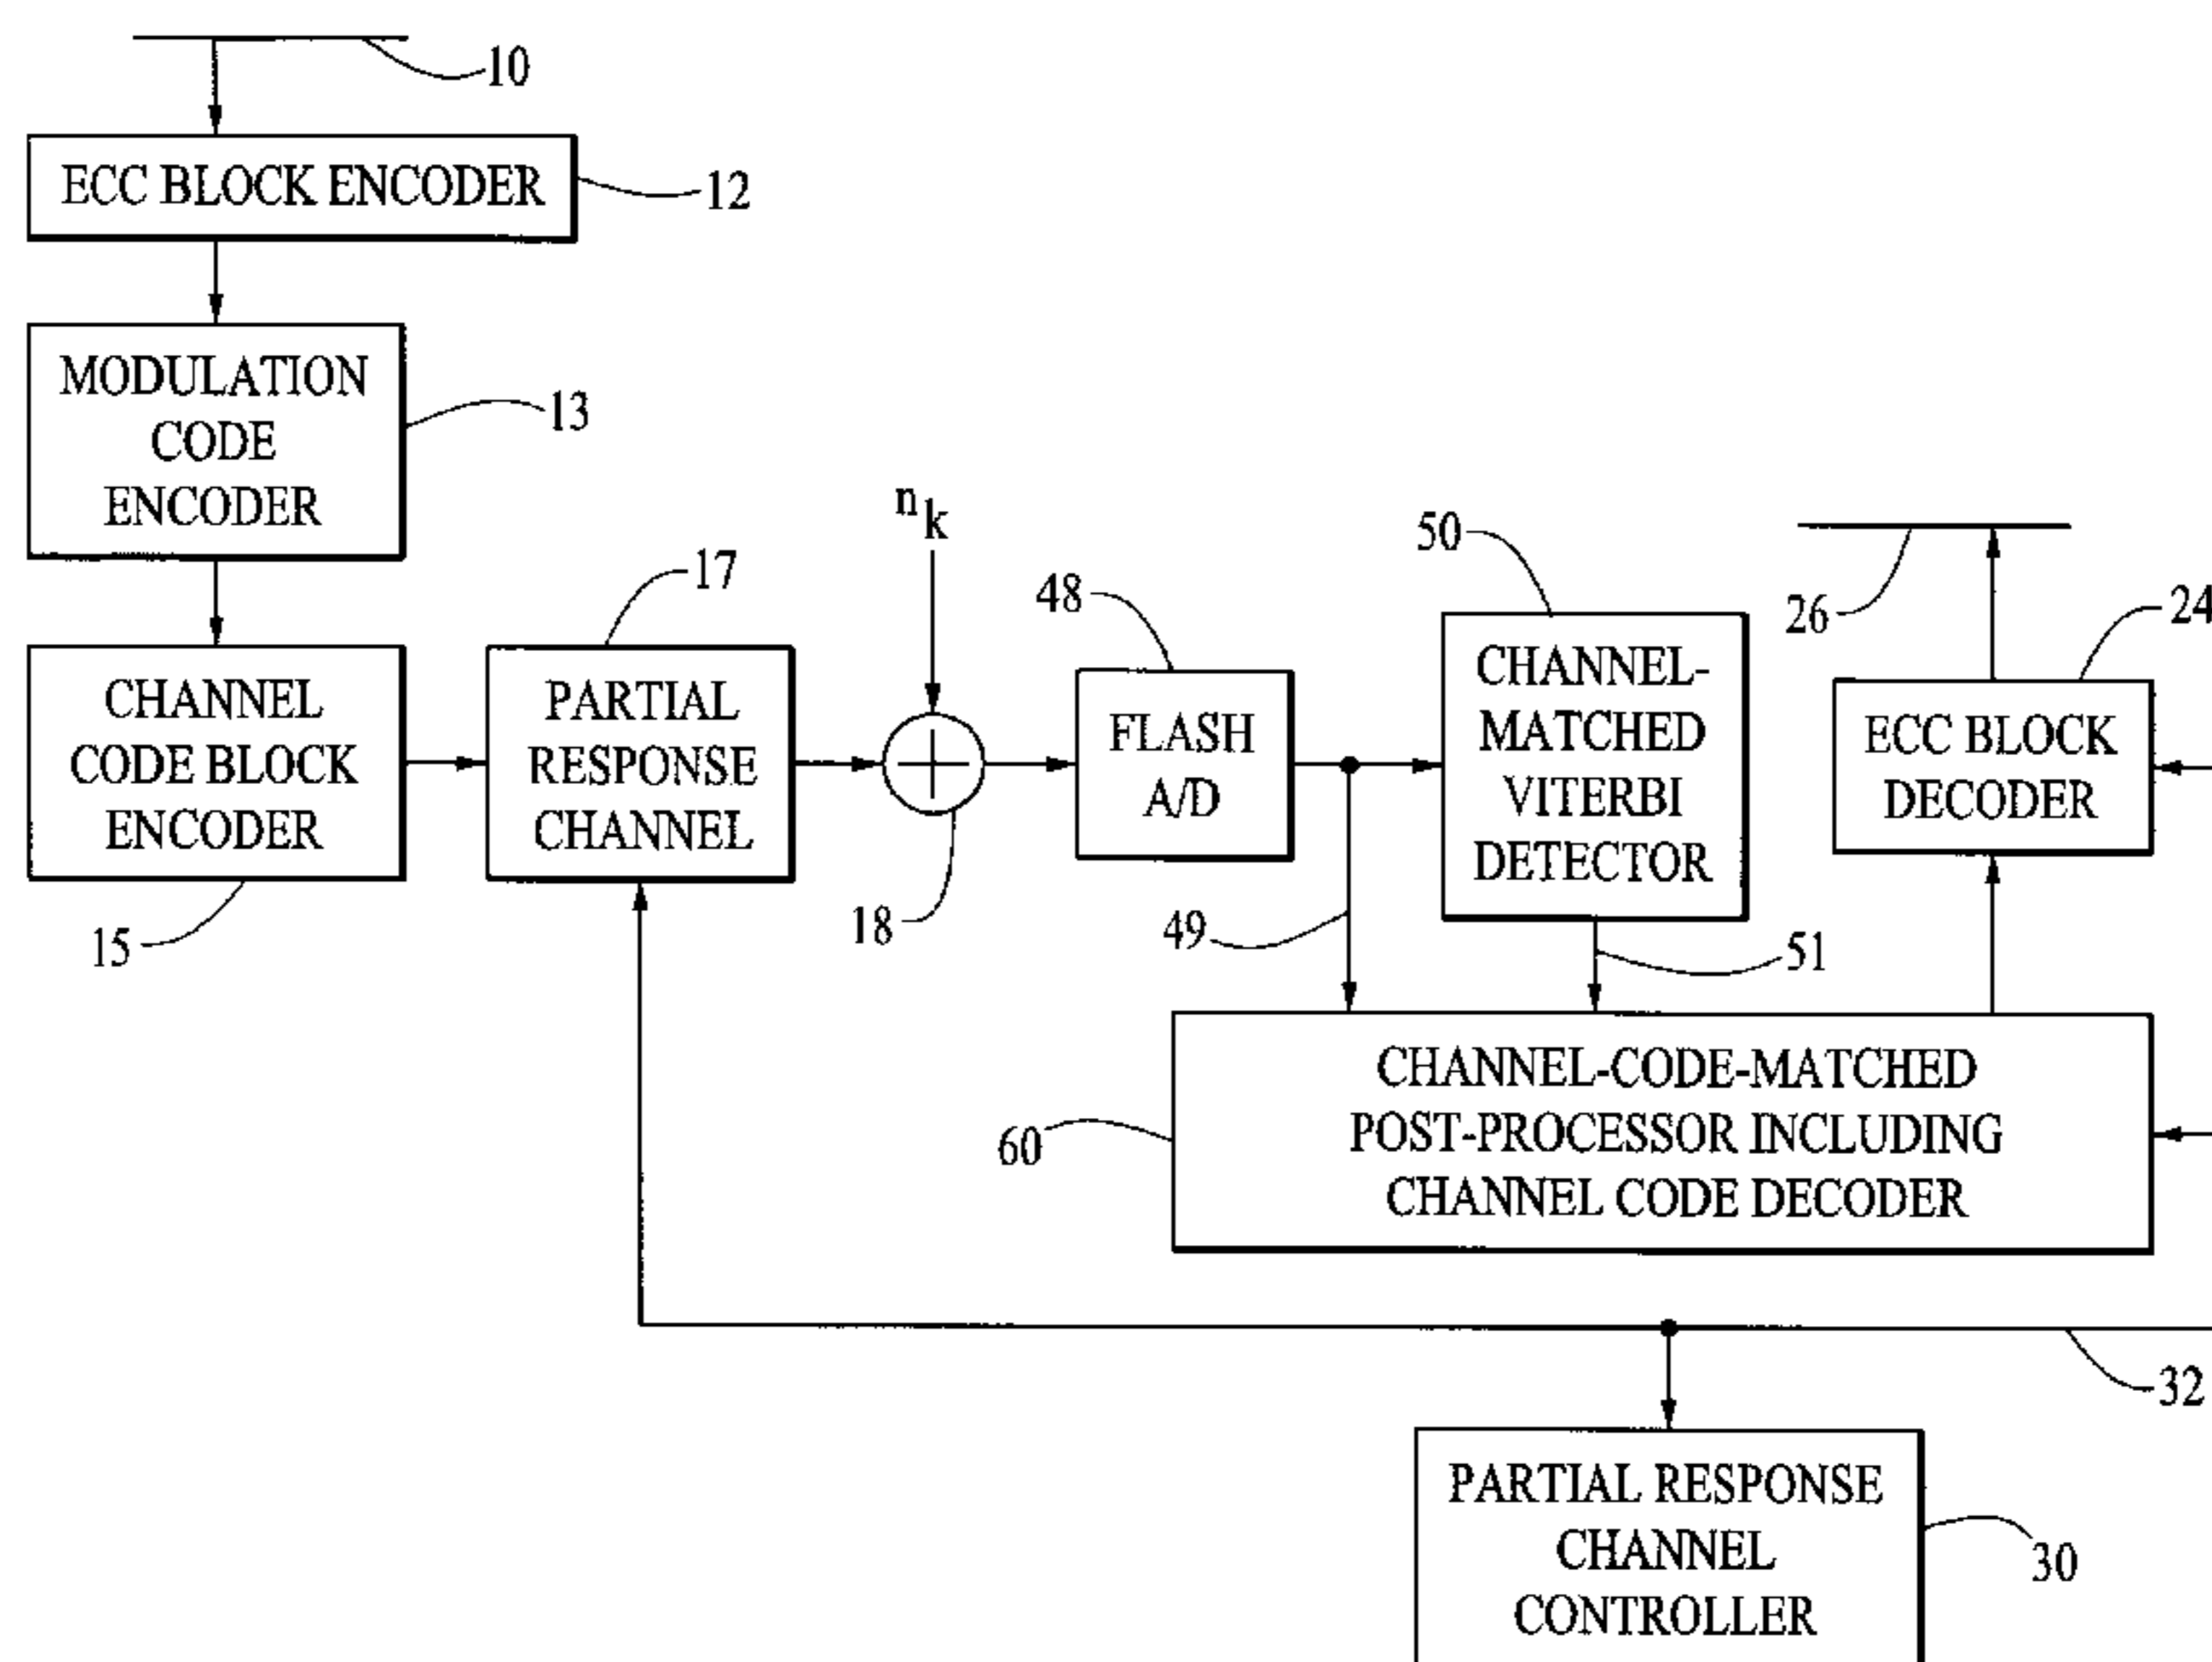 10
ECC BLOCK ENCODER
12
MODULATION
CODE
ENCODER
13
CHANNEL
CODE BLOCK
ENCODER
15
PARTIAL
RESPONSE
CHANNEL
17
n k
18
FLASH
A/D
48
49
CHANNEL-
MATCHED
VITERBI
DETECTOR
50
51
26
ECC BLOCK
DECODER
24
CHANNEL-CODE-MATCHED
POST-PROCESSOR INCLUDING
CHANNEL CODE DECODER
60
32
PARTIAL RESPONSE
CHANNEL
CONTROLLER
30